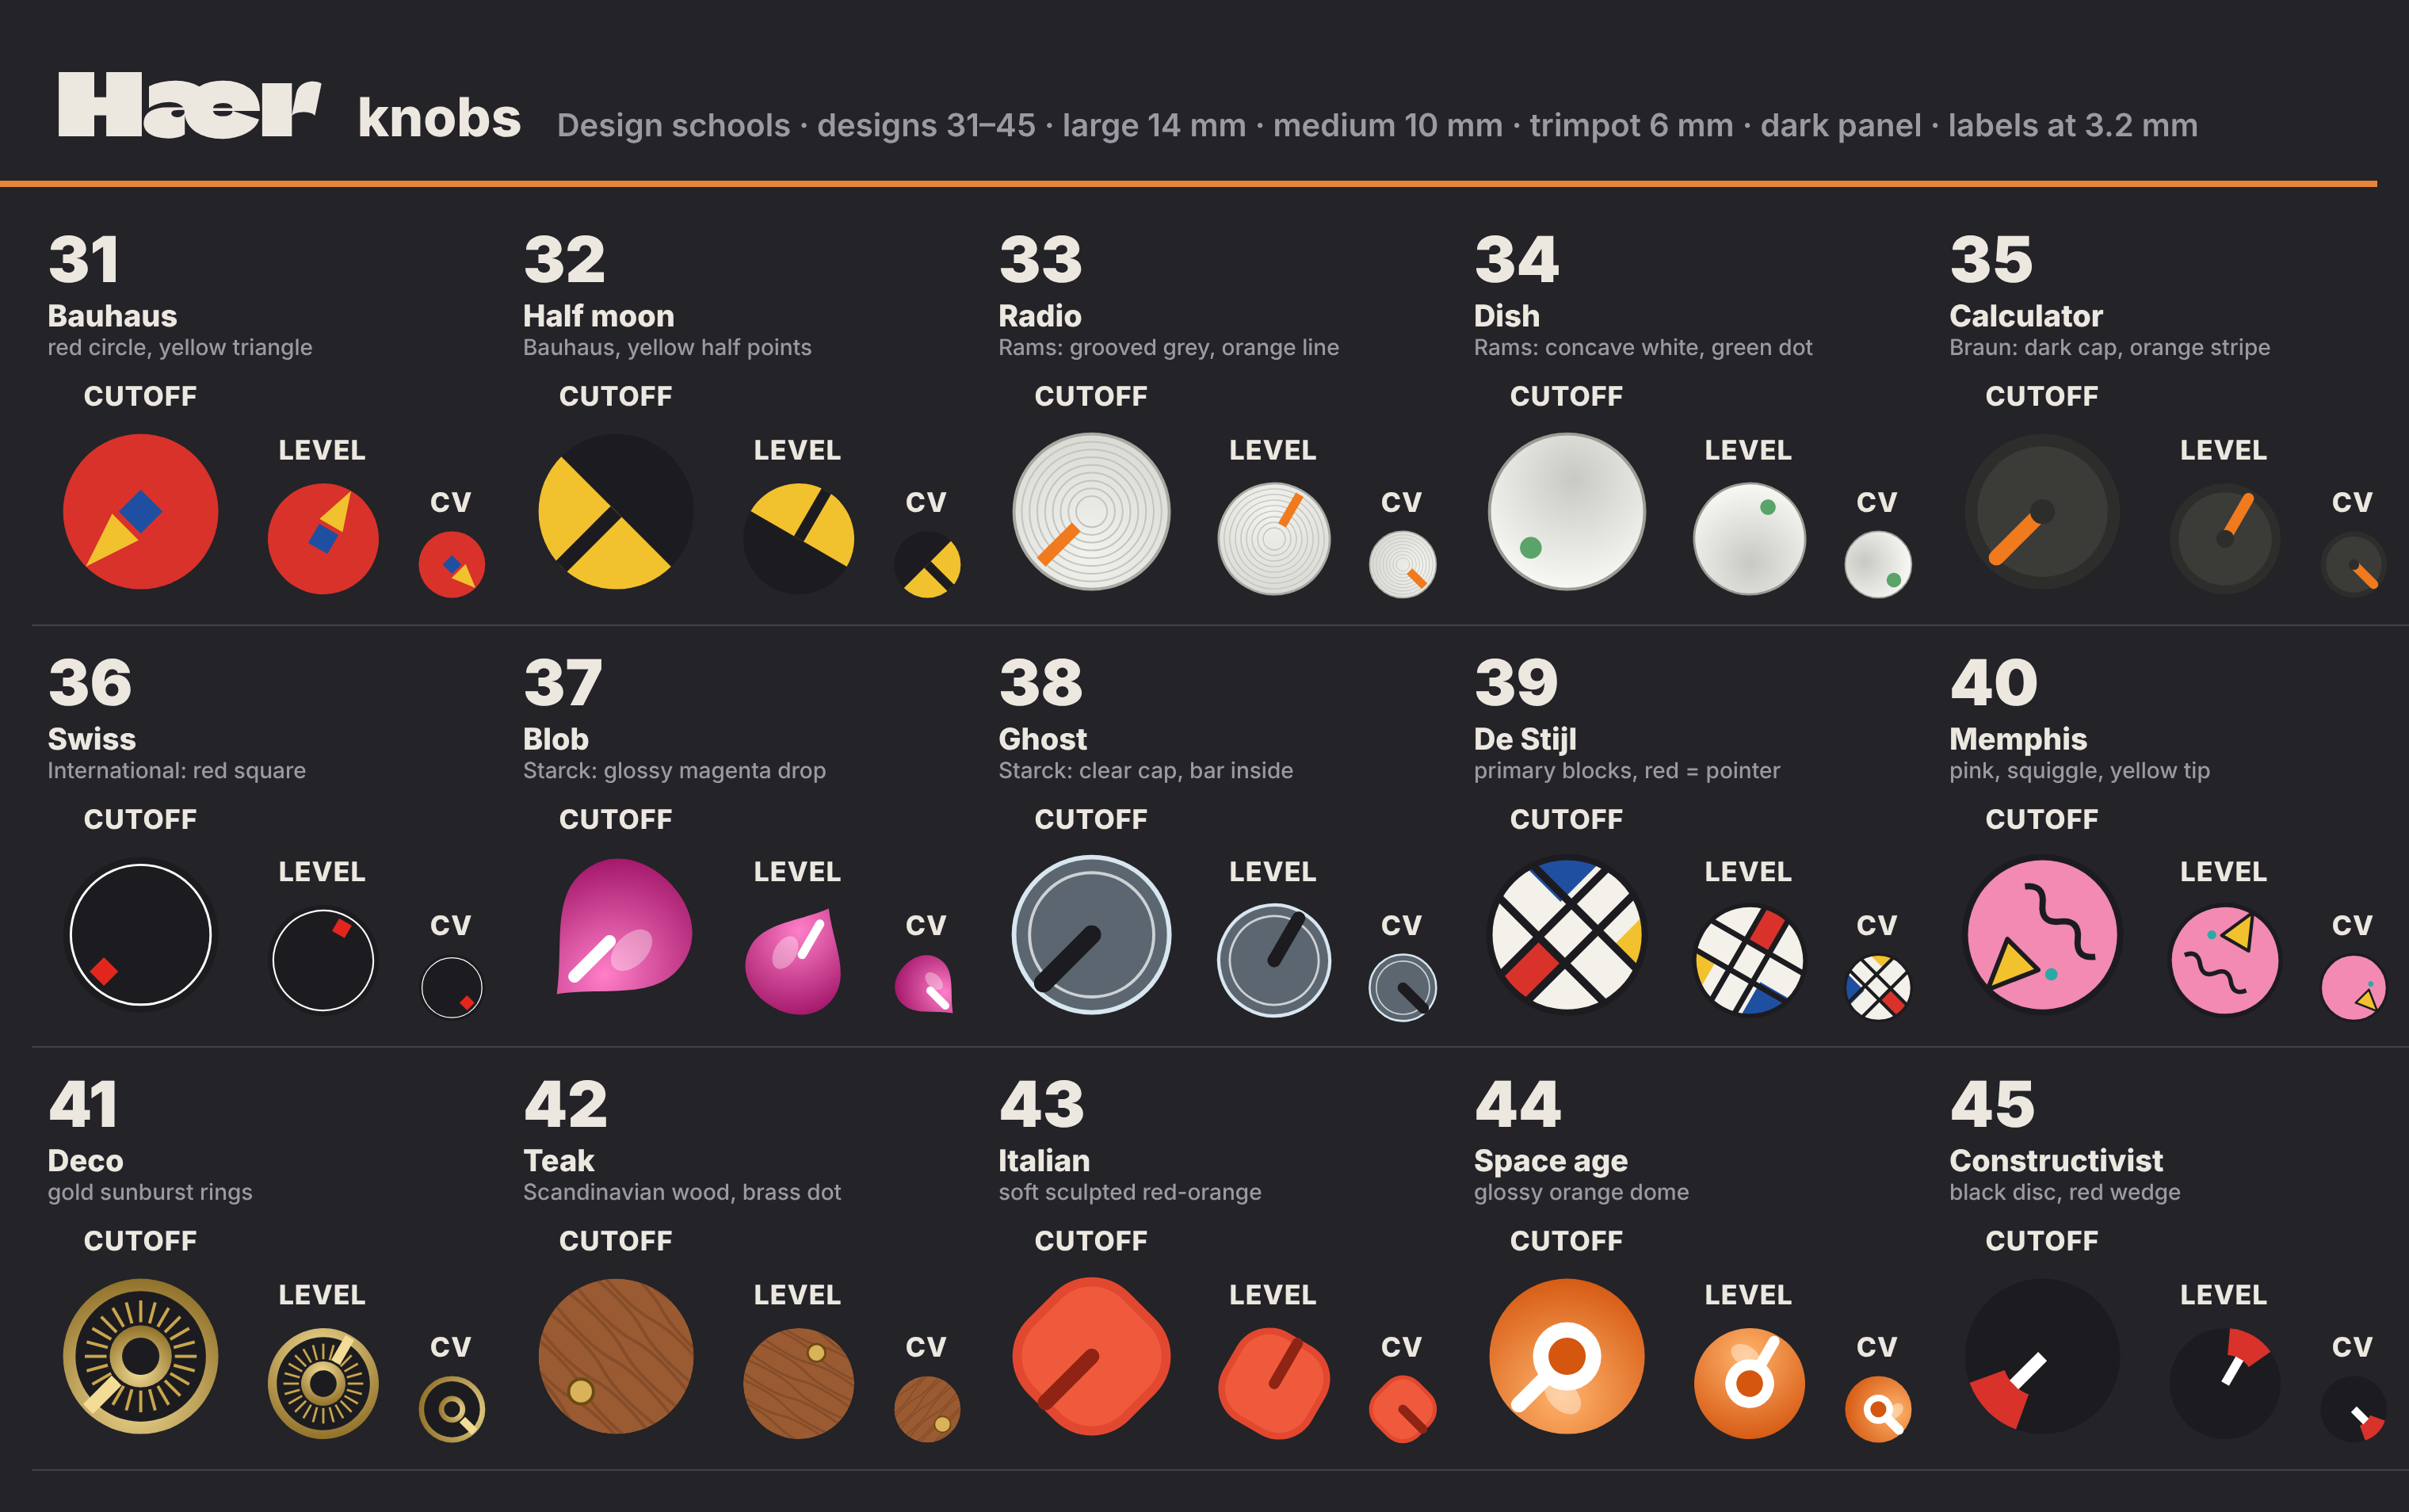 Hær knobs Design schools · designs 31–45 · large 14 mm · medium 10 mm · trimpot 6 mm · dark panel · labels at 3.2 mm
31
Bauhaus
red circle, yellow triangle
CUTOFF
LEVEL
CV
32
Half moon
Bauhaus, yellow half points
CUTOFF
LEVEL
CV
33
Radio
Rams: grooved grey, orange line
CUTOFF
LEVEL
CV
34
Dish
Rams: concave white, green dot
CUTOFF
LEVEL
CV
35
Calculator
Braun: dark cap, orange stripe
CUTOFF
LEVEL
CV
36
Swiss
International: red square
CUTOFF
LEVEL
CV
37
Blob
Starck: glossy magenta drop
CUTOFF
LEVEL
CV
38
Ghost
Starck: clear cap, bar inside
CUTOFF
LEVEL
CV
39
De Stijl
primary blocks, red = pointer
CUTOFF
LEVEL
CV
40
Memphis
pink, squiggle, yellow tip
CUTOFF
LEVEL
CV
41
Deco
gold sunburst rings
CUTOFF
LEVEL
CV
42
Teak
Scandinavian wood, brass dot
CUTOFF
LEVEL
CV
43
Italian
soft sculpted red-orange
CUTOFF
LEVEL
CV
44
Space age
glossy orange dome
CUTOFF
LEVEL
CV
45
Constructivist
black disc, red wedge
CUTOFF
LEVEL
CV